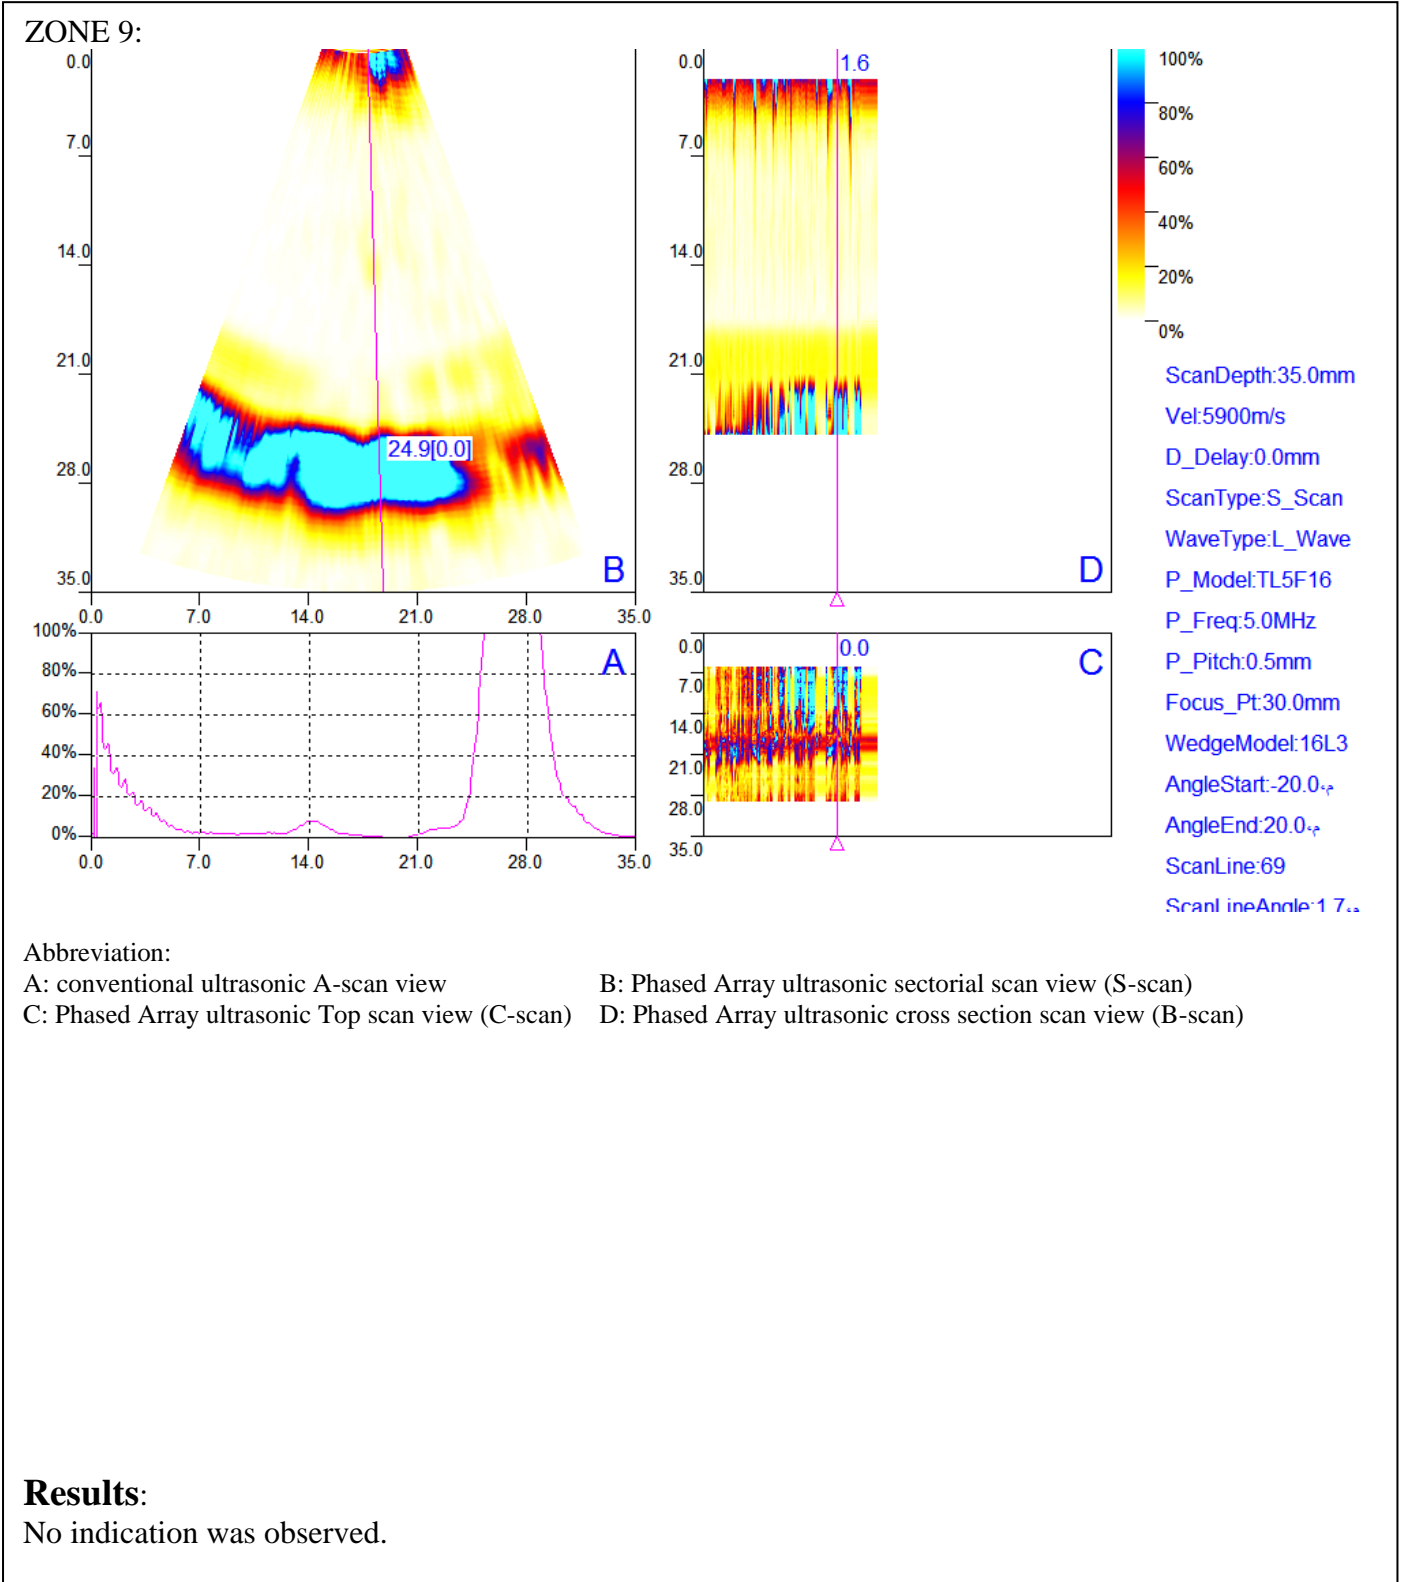 ZONE 9:
0.0
7.0
14.0
21.0
28.0
35.0
24.9[0.0]
B
0.0 7.0 14.0 21.0 28.0 35.0
0.0
7.0
14.0
21.0
28.0
35.0
1.6
D
100%
80%
60%
40%
20%
0%
ScanDepth:35.0mm
Vel:5900m/s
D_Delay:0.0mm
ScanType:S_Scan
WaveType:L_Wave
P_Model:TL5F16
P_Freq:5.0MHz
P_Pitch:0.5mm
Focus_Pt:30.0mm
WedgeModel:16L3
AngleStart:-20.0
AngleEnd:20.0
ScanLine:69
ScanLineAngle:1.7
100%
80%
60%
40%
20%
0%
A
0.0 7.0 14.0 21.0 28.0 35.0
0.0
7.0
14.0
21.0
28.0
35.0
0.0
C
Abbreviation:
A: conventional ultrasonic A-scan view B: Phased Array ultrasonic sectorial scan view (S-scan)
C: Phased Array ultrasonic Top scan view (C-scan) D: Phased Array ultrasonic cross section scan view (B-scan)
Results:
No indication was observed.